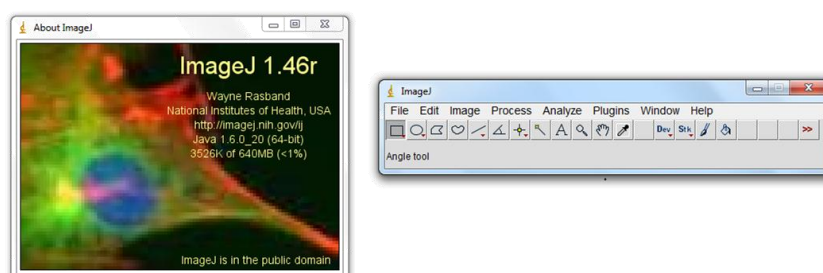 About ImageJ
ImageJ 1.46r
Wayne Rasband
National Institutes of Health, USA
http://imagej.nih.gov/ij
Java 1.6.0_20 (64-bit)
3526K of 640MB (<1%)
ImageJ is in the public domain
ImageJ
File Edit Image Process Analyze Plugins Window Help
A Dev Stk >>
Angle tool